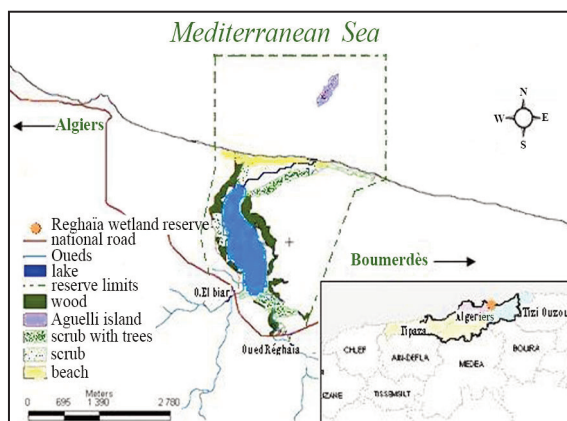 Mediterranean Sea
N
W E
S
Algiers
Boumerdès
Reghaïa wetland reserve
national road
Oueds
lake
reserve limits
wood
Aguelli island
scrub with trees
scrub
beach
O.El biar
Oued Réghaïa
Meters
0 695 1 390 2 780
Algeriers
Tipaza
Tizi Ouzou
CHLEF
AIN-DEFLA
MEDEA
BOUIRA
TISSEMSILT